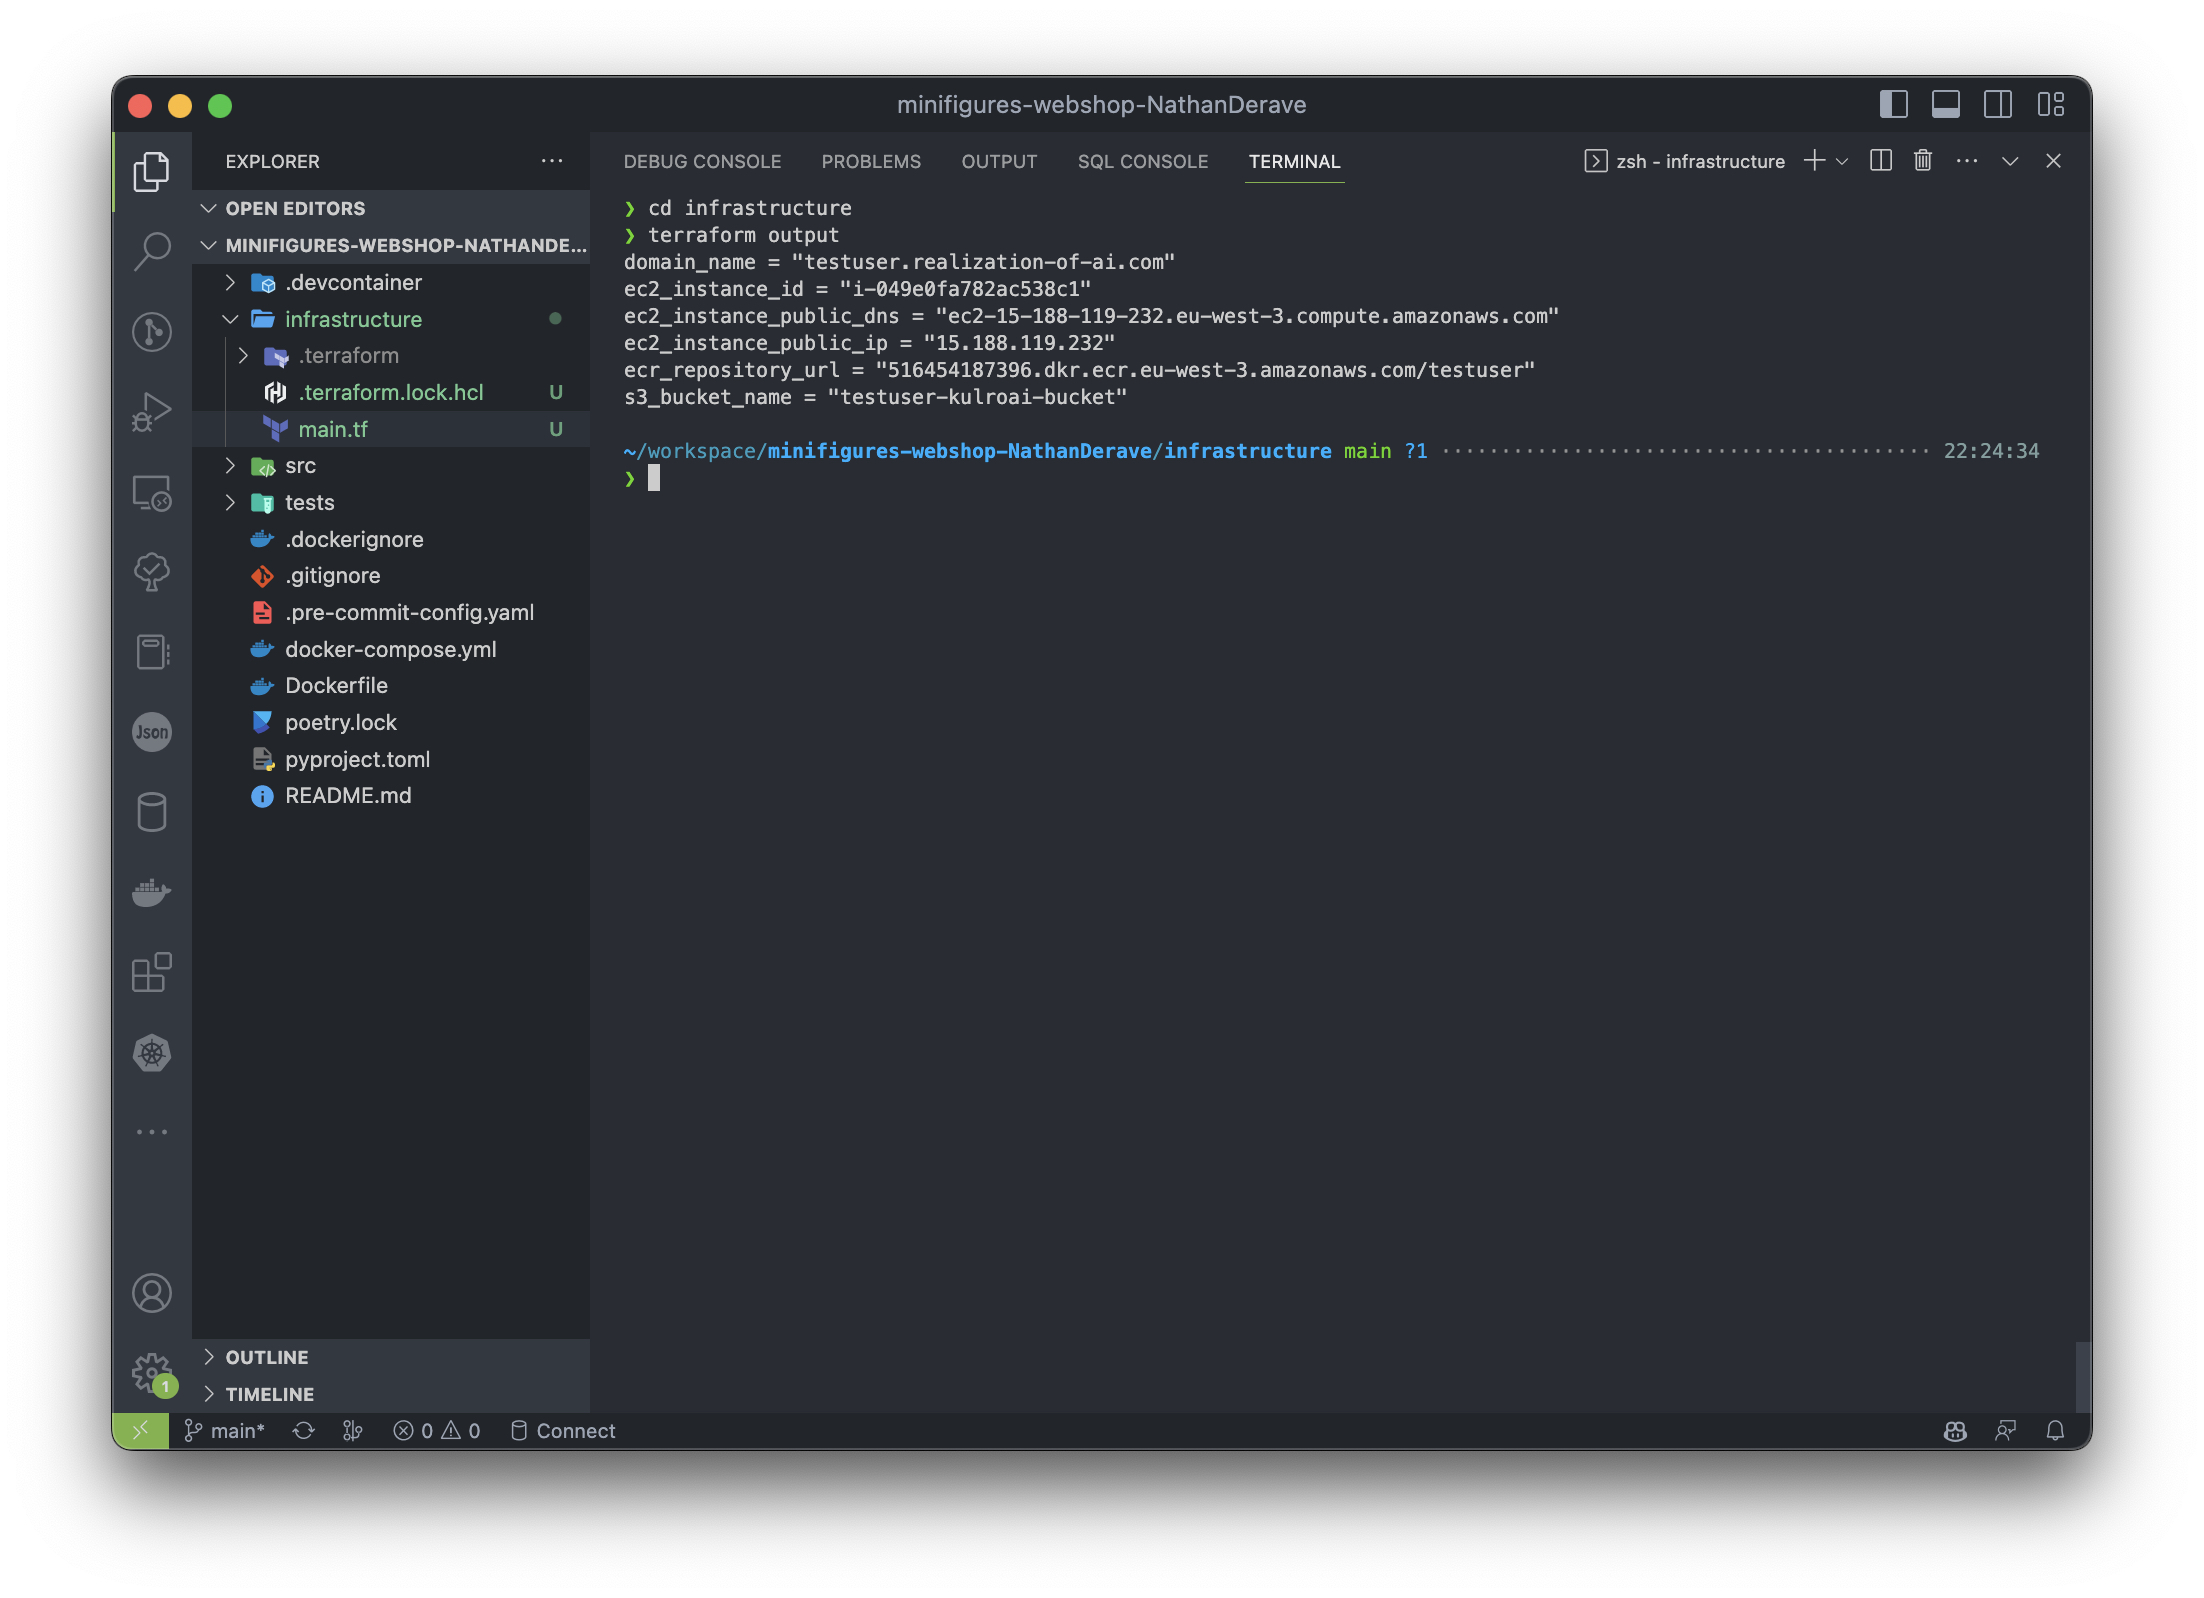 minifigures-webshop-NathanDerave
EXPLORER
OPEN EDITORS
MINIFIGURES-WEBSHOP-NATHANDE...
.devcontainer
infrastructure
.terraform
.terraform.lock.hcl U
main.tf U
src
tests
.dockerignore
.gitignore
.pre-commit-config.yaml
docker-compose.yml
Dockerfile
poetry.lock
pyproject.toml
README.md
OUTLINE
TIMELINE
Json
1
DEBUG CONSOLE PROBLEMS OUTPUT SQL CONSOLE TERMINAL zsh - infrastructure
❯ cd infrastructure
❯ terraform output
domain_name = "testuser.realization-of-ai.com"
ec2_instance_id = "i-049e0fa782ac538c1"
ec2_instance_public_dns = "ec2-15-188-119-232.eu-west-3.compute.amazonaws.com"
ec2_instance_public_ip = "15.188.119.232"
ecr_repository_url = "516454187396.dkr.ecr.eu-west-3.amazonaws.com/testuser"
s3_bucket_name = "testuser-kulroai-bucket"
~/workspace/minifigures-webshop-NathanDerave/infrastructure main ?1 ········································· 22:24:34
❯
main* 0 0 Connect